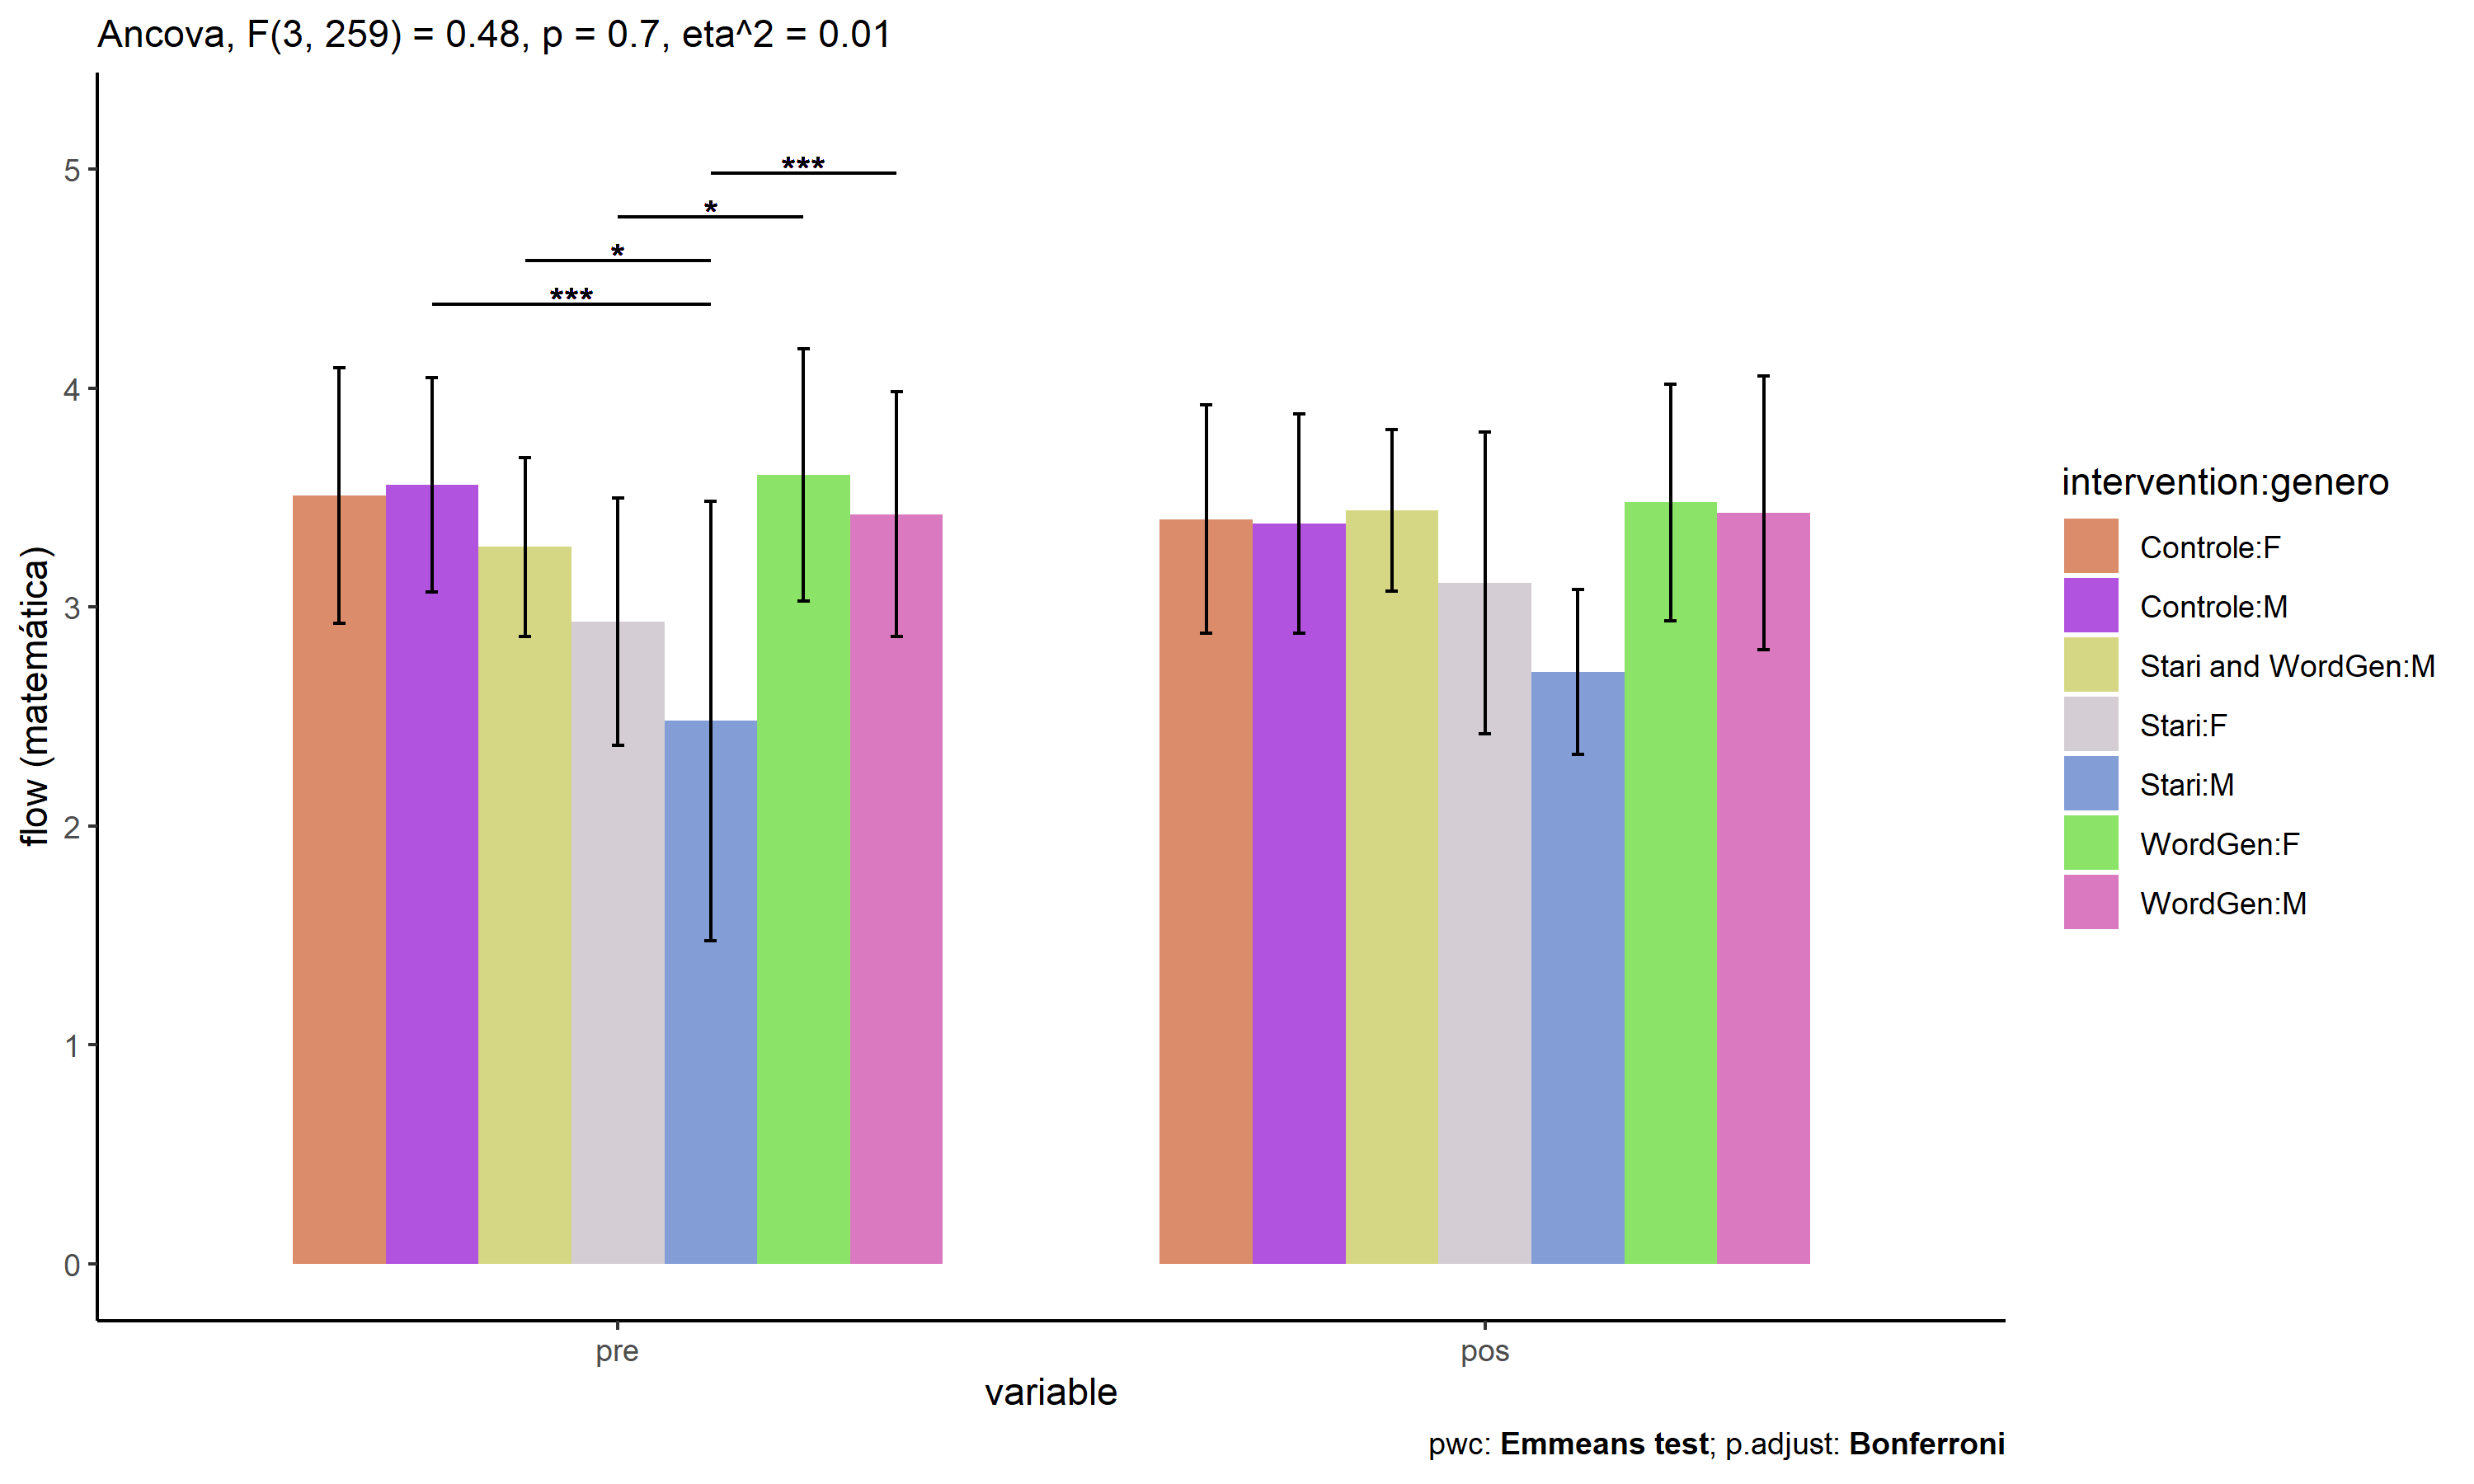 Ancova, F(3, 259) = 0.48, p = 0.7, eta^2 = 0.01
flow (matemática)
5
4
3
2
1
0
***
*
*
***
pre
pos
variable
intervention:genero
Controle:F
Controle:M
Stari and WordGen:M
Stari:F
Stari:M
WordGen:F
WordGen:M
pwc: Emmeans test; p.adjust: Bonferroni